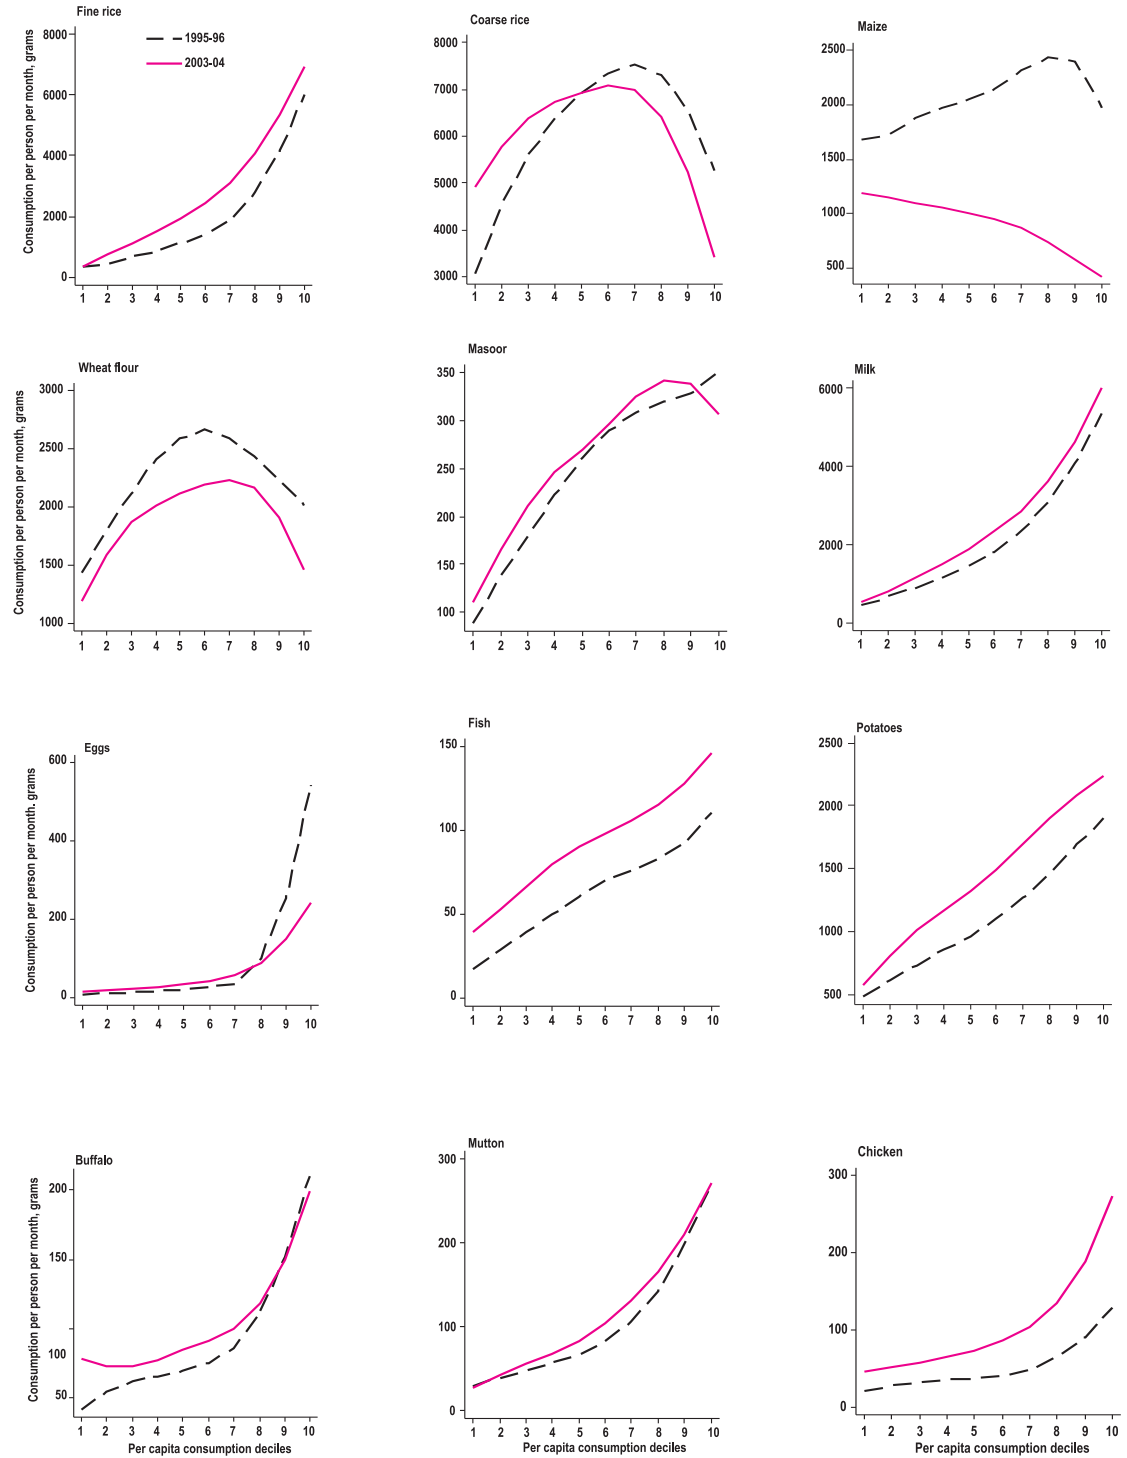 Fine rice
Consumption per person per month, grams
8000
6000
4000
2000
0
1995-96
2003-04
1 2 3 4 5 6 7 8 9 10
Coarse rice
8000
7000
6000
5000
4000
3000
1 2 3 4 5 6 7 8 9 10
Maize
2500
2000
1500
1000
500
1 2 3 4 5 6 7 8 9 10
Wheat flour
Consumption per person per month, grams
3000
2500
2000
1500
1000
1 2 3 4 5 6 7 8 9 10
Masoor
350
300
250
200
150
100
1 2 3 4 5 6 7 8 9 10
Milk
6000
4000
2000
0
1 2 3 4 5 6 7 8 9 10
Eggs
Consumption per person per month. grams
600
400
200
0
1 2 3 4 5 6 7 8 9 10
Fish
150
100
50
0
1 2 3 4 5 6 7 8 9 10
Potatoes
2500
2000
1500
1000
500
1 2 3 4 5 6 7 8 9 10
Buffalo
Consumption per person per month, grams
200
150
100
50
1 2 3 4 5 6 7 8 9 10
Per capita consumption deciles
Mutton
300
200
100
0
1 2 3 4 5 6 7 8 9 10
Per capita consumption deciles
Chicken
300
200
100
0
1 2 3 4 5 6 7 8 9 10
Per capita consumption deciles